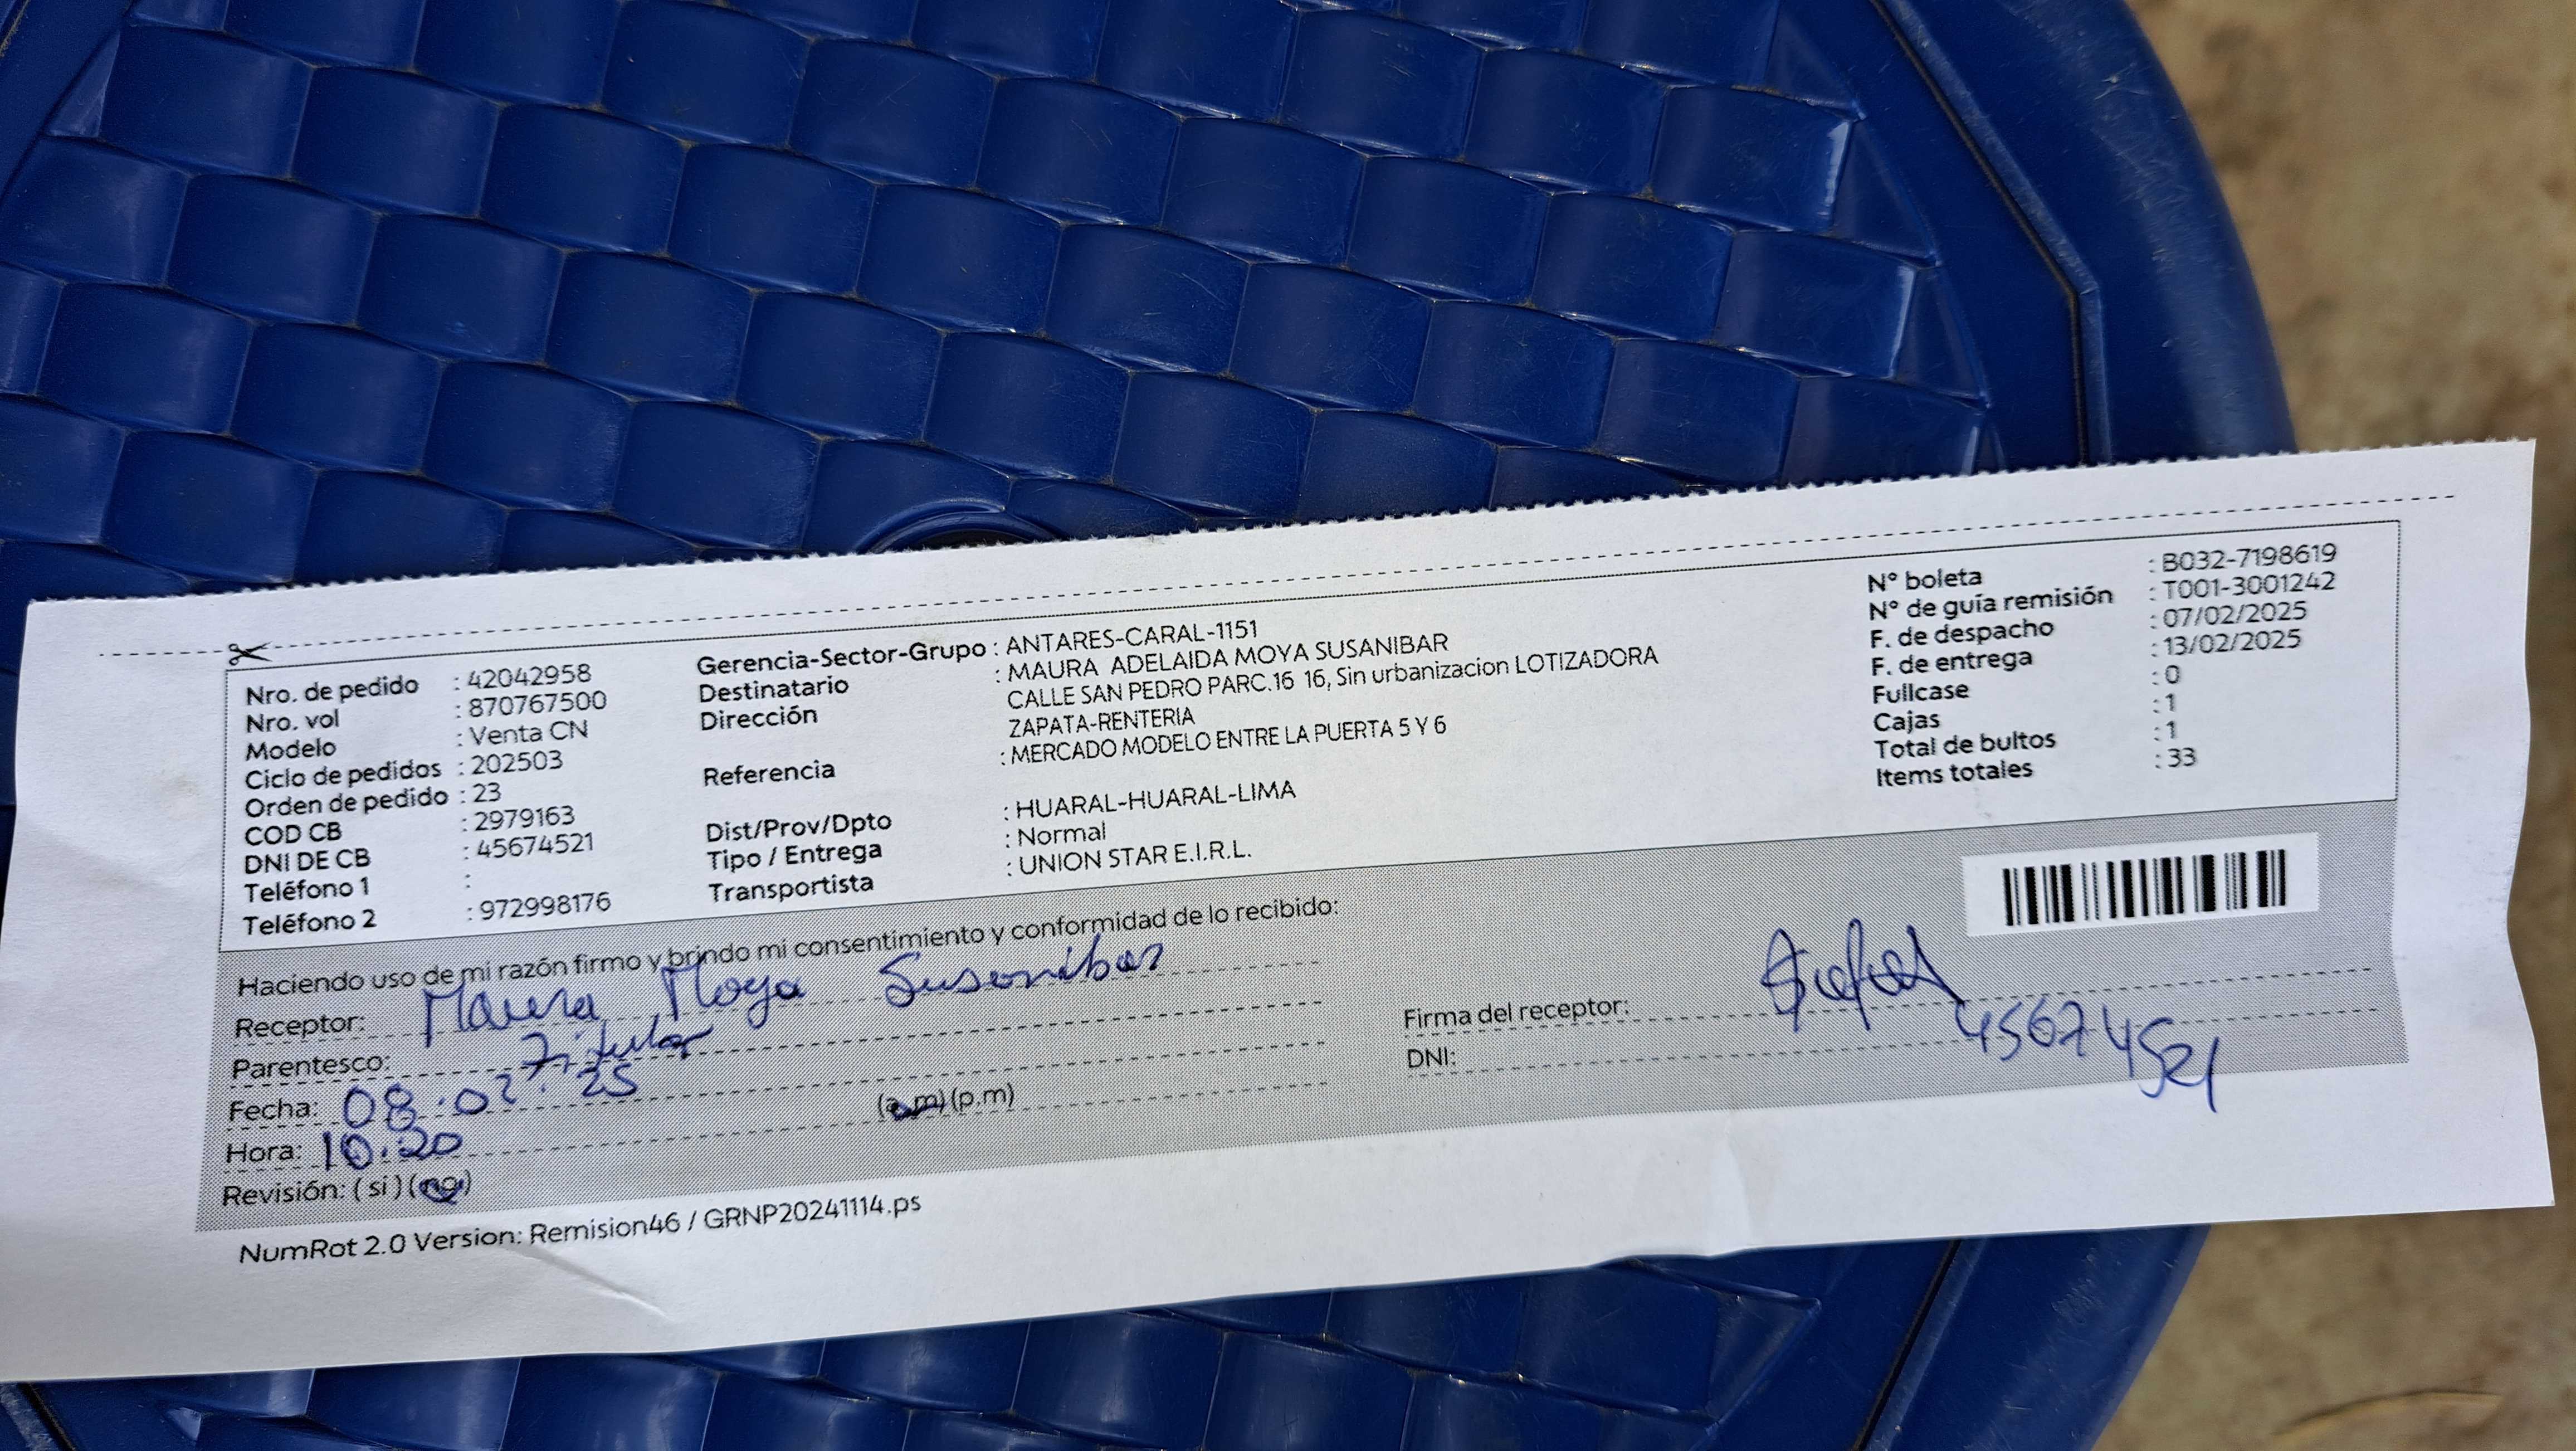 Nro. de pedido : 42042958
Nro. vol : 870767500
Modelo : Venta CN
Ciclo de pedidos : 202503
Orden de pedido : 23
COD CB : 2979163
DNI DE CB : 45674521
Teléfono 1 :
Teléfono 2 : 972998176
Gerencia-Sector-Grupo : ANTARES-CARAL-1151
Destinatario : MAURA ADELAIDA MOYA SUSANIBAR
Dirección CALLE SAN PEDRO PARC.16 16, Sin urbanizacion LOTIZADORA
ZAPATA-RENTERIA
Referencia : MERCADO MODELO ENTRE LA PUERTA 5 Y 6
Dist/Prov/Dpto : HUARAL-HUARAL-LIMA
Tipo / Entrega : Normal
Transportista : UNION STAR E.I.R.L.
N° boleta : B032-7198619
N° de guía remisión : T001-3001242
F. de despacho : 07/02/2025
F. de entrega : 13/02/2025
Fullcase : 0
Cajas : 1
Total de bultos : 1
Items totales : 33
Haciendo uso de mi razón firmo y brindo mi consentimiento y conformidad de lo recibido:
Receptor: Maura Moya Susanibar
Parentesco: Titular
Fecha: 08.02.25
Hora: 10:20 (a.m) (p.m)
Revisión: (si) (no)
Firma del receptor:
DNI: 45674521
NumRot 2.0 Version: Remision46 / GRNP20241114.ps